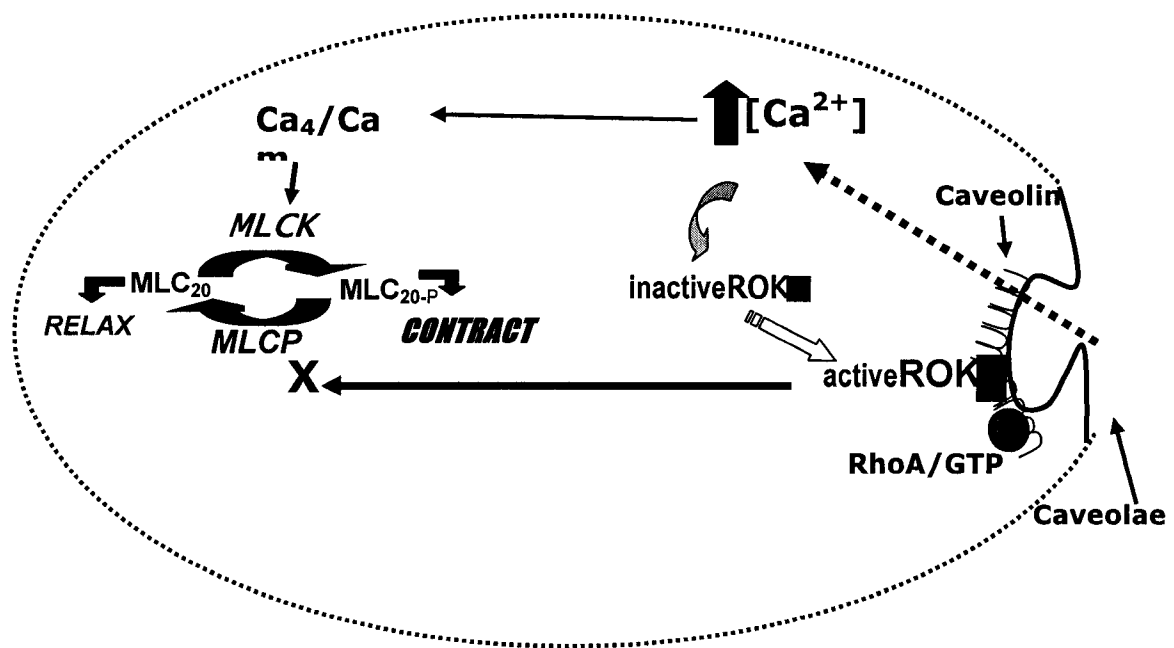 Ca₄/Ca
m
[Ca²⁺]
Caveolin
MLCK
MLC₂₀
MLC₂₀₋P
inactiveROK
RELAX
MLCP
CONTRACT
X
activeROK
RhoA/GTP
Caveolae